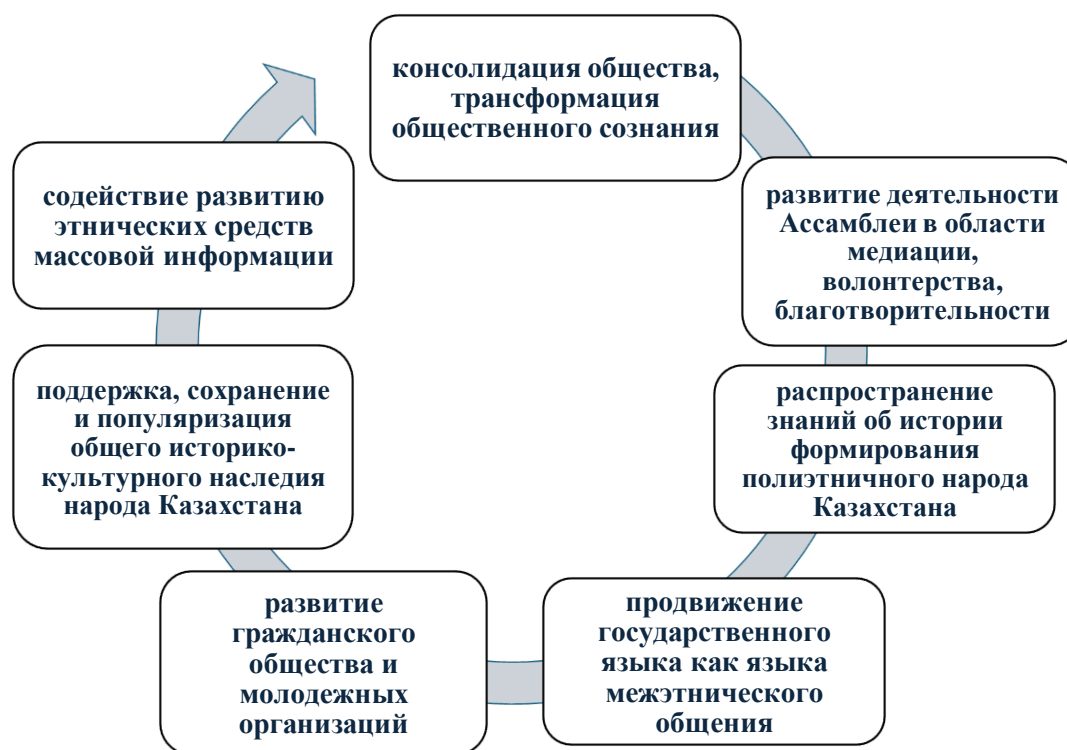 консолидация общества,
трансформация
общественного сознания
развитие деятельности
Ассамблеи в области
медиации,
волонтерства,
благотворительности
распространение
знаний об истории
формирования
полиэтничного народа
Казахстана
продвижение
государственного
языка как языка
межэтнического
общения
развитие
гражданского
общества и
молодежных
организаций
поддержка, сохранение
и популяризация
общего историко-
культурного наследия
народа Казахстана
содействие развитию
этнических средств
массовой информации